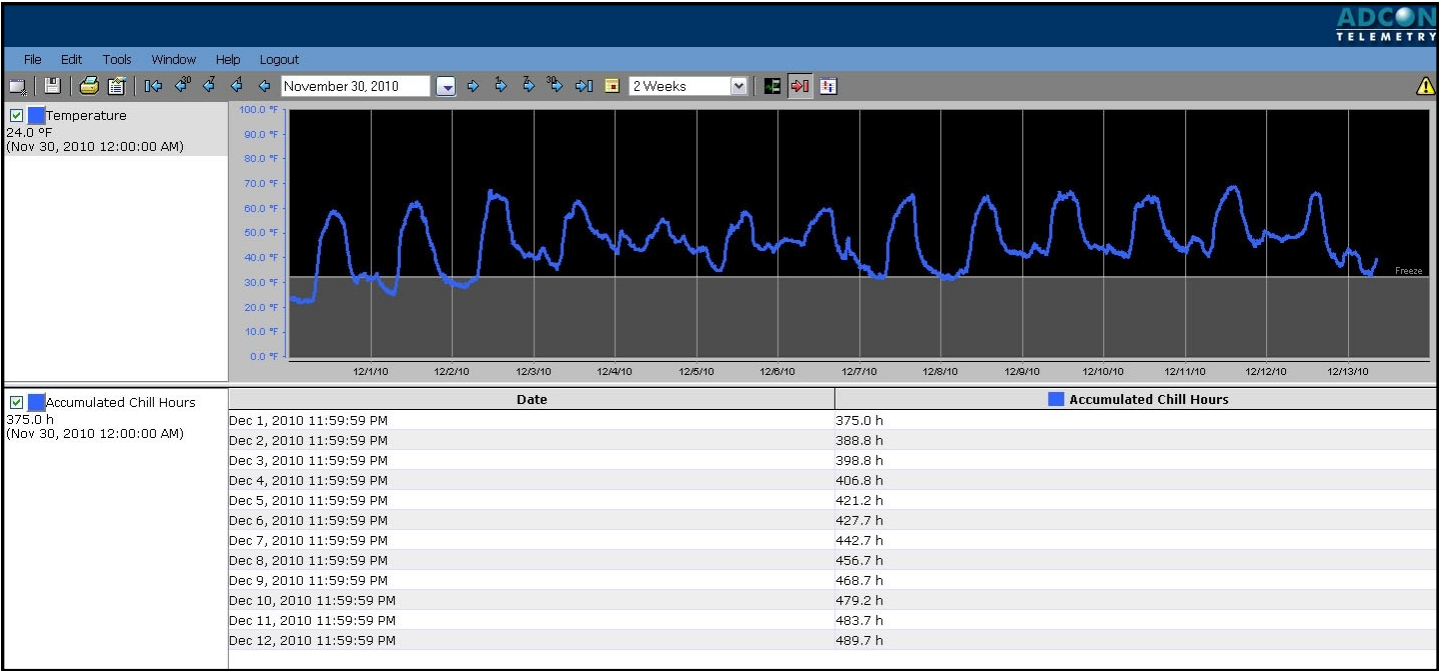 ADCON
TELEMETRY
File Edit Tools Window Help Logout
30 7 1 November 30, 2010 1 7 30 2 Weeks
Temperature
24.0 °F
(Nov 30, 2010 12:00:00 AM)
100.0 °F
90.0 °F
80.0 °F
70.0 °F
60.0 °F
50.0 °F
40.0 °F
30.0 °F
20.0 °F
10.0 °F
0.0 °F
Freeze
12/1/10 12/2/10 12/3/10 12/4/10 12/5/10 12/6/10 12/7/10 12/8/10 12/9/10 12/10/10 12/11/10 12/12/10 12/13/10
Accumulated Chill Hours
375.0 h
(Nov 30, 2010 12:00:00 AM)
Date Accumulated Chill Hours
Dec 1, 2010 11:59:59 PM 375.0 h
Dec 2, 2010 11:59:59 PM 388.8 h
Dec 3, 2010 11:59:59 PM 398.8 h
Dec 4, 2010 11:59:59 PM 406.8 h
Dec 5, 2010 11:59:59 PM 421.2 h
Dec 6, 2010 11:59:59 PM 427.7 h
Dec 7, 2010 11:59:59 PM 442.7 h
Dec 8, 2010 11:59:59 PM 456.7 h
Dec 9, 2010 11:59:59 PM 468.7 h
Dec 10, 2010 11:59:59 PM 479.2 h
Dec 11, 2010 11:59:59 PM 483.7 h
Dec 12, 2010 11:59:59 PM 489.7 h